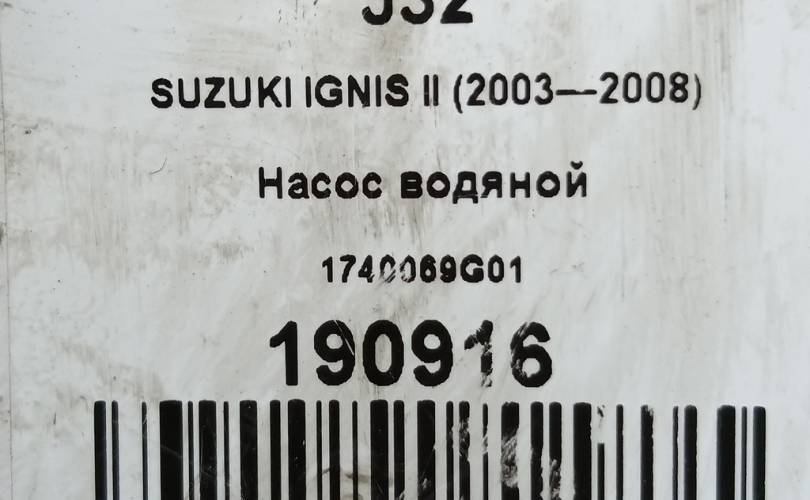 SUZUKI IGNIS II (2003—2008)
Насос водяной
1740069G01
190916